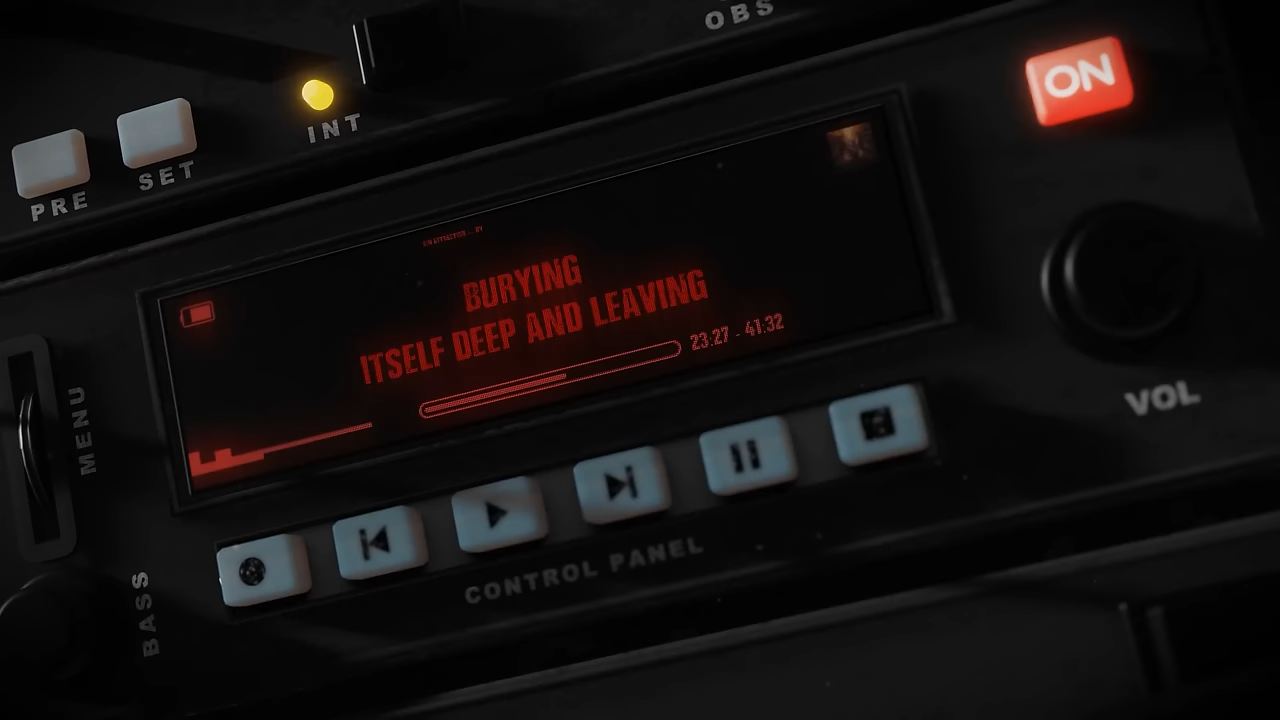 OBS
ON
INT
SET
PRE
BURYING
ITSELF DEEP AND LEAVING
23:27 - 41:32
MENU
VOL
CONTROL PANEL
BASS